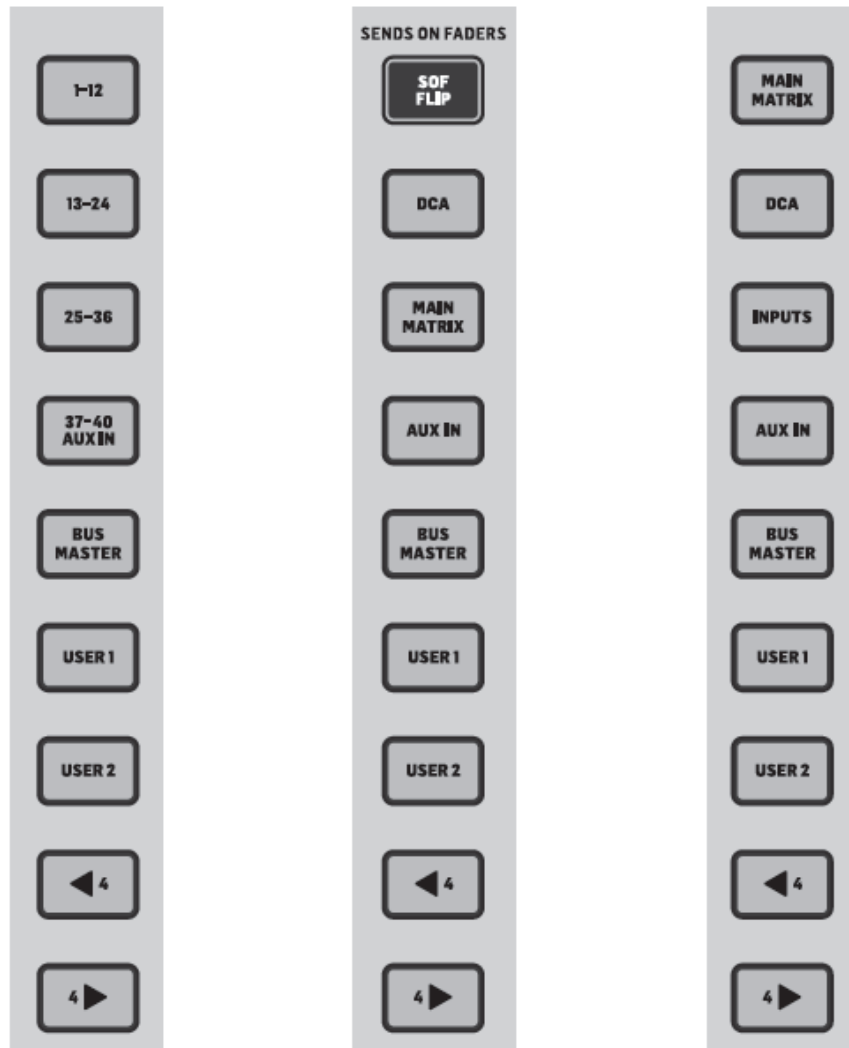 1–12
13–24
25–36
37–40
AUX IN
BUS
MASTER
USER 1
USER 2
◀ 4
4 ▶
SENDS ON FADERS
SOF
FLIP
DCA
MAIN
MATRIX
AUX IN
BUS
MASTER
USER 1
USER 2
◀ 4
4 ▶
MAIN
MATRIX
DCA
INPUTS
AUX IN
BUS
MASTER
USER 1
USER 2
◀ 4
4 ▶